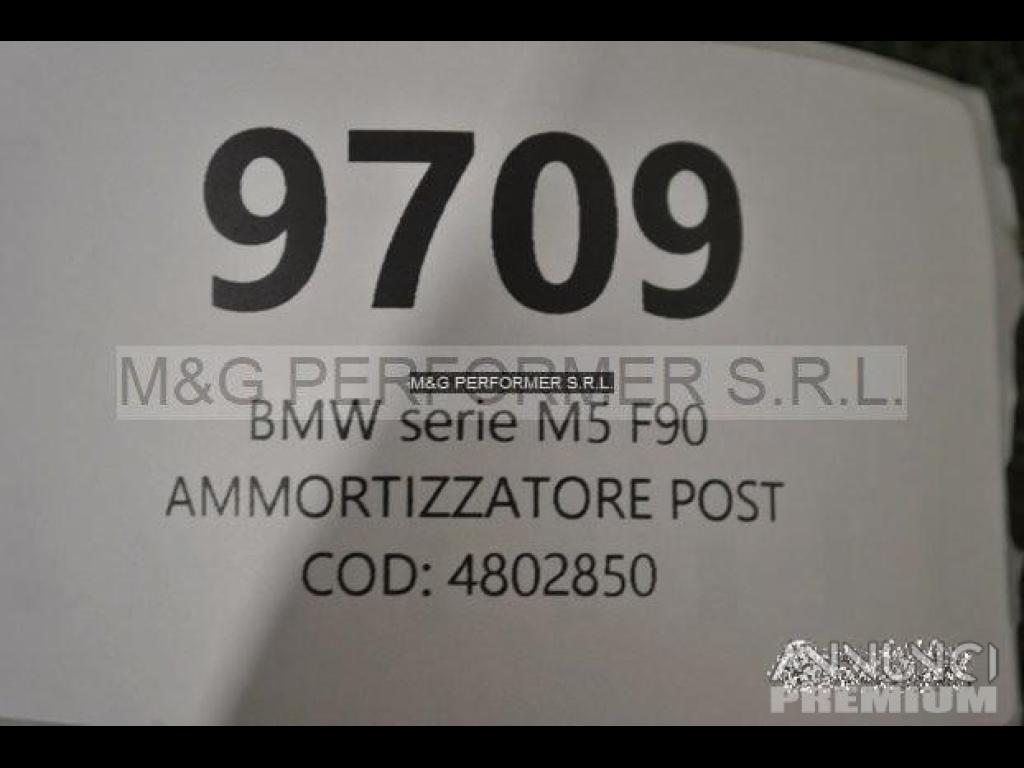 9709
M&G PERFORMER S.R.L.
M&G PERFORMER S.R.L.
BMW serie M5 F90
AMMORTIZZATORE POST
COD: 4802850
ANNUNCI
PREMIUM